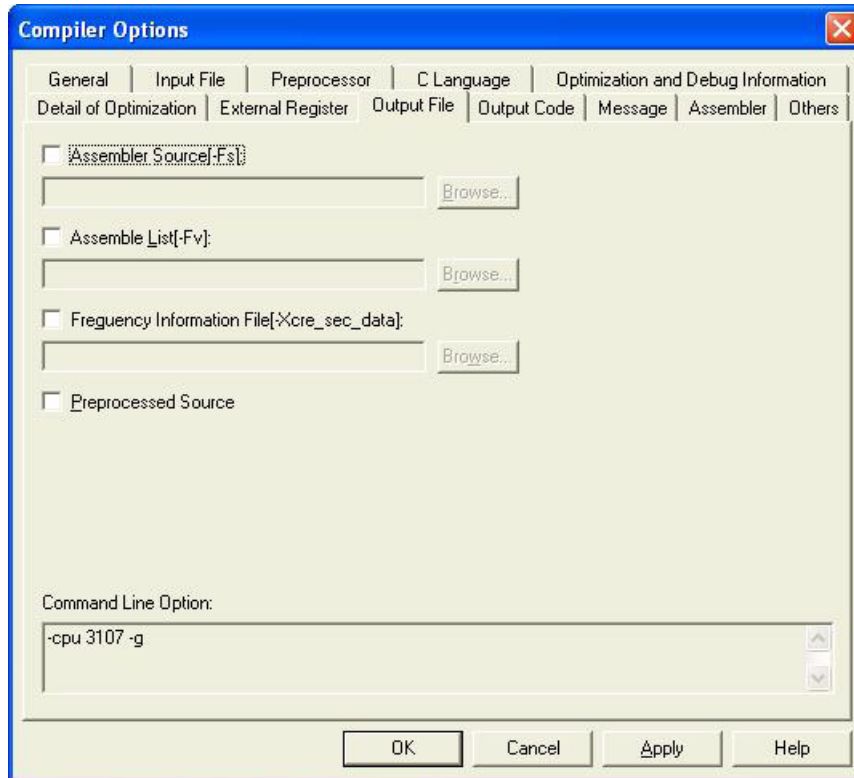 Compiler Options
General Input File Preprocessor C Language Optimization and Debug Information
Detail of Optimization External Register Output File Output Code Message Assembler Others
Assembler Source[-Fs]:
Browse...
Assemble List[-Fv]:
Browse...
Freguency Information File[-Xcre_sec_data]:
Browse...
Preprocessed Source
Command Line Option:
-cpu 3107 -g
OK Cancel Apply Help